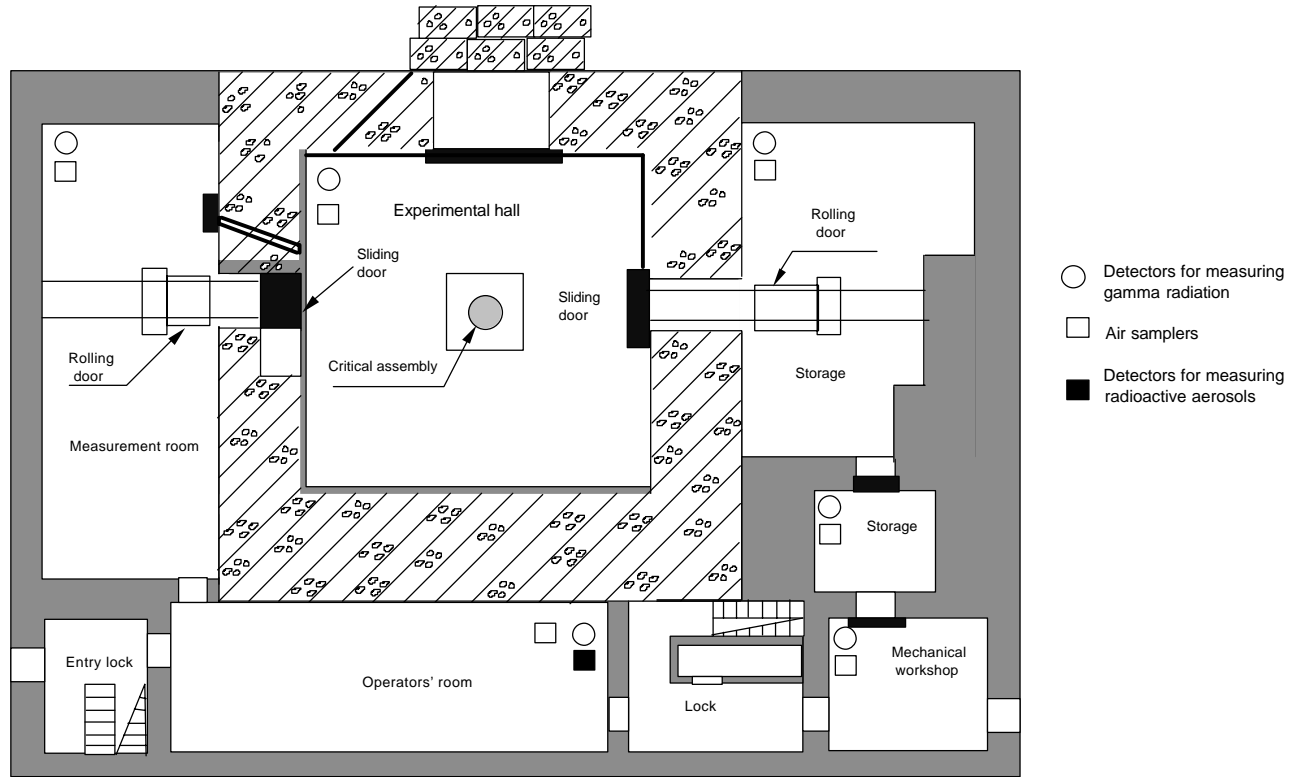 Experimental hall
Sliding
door
Rolling
door
Sliding
door
Rolling
door
Critical assembly
Storage
Measurement room
Storage
Entry lock
Operators' room
Lock
Mechanical
workshop
Detectors for measuring
gamma radiation
Air samplers
Detectors for measuring
radioactive aerosols